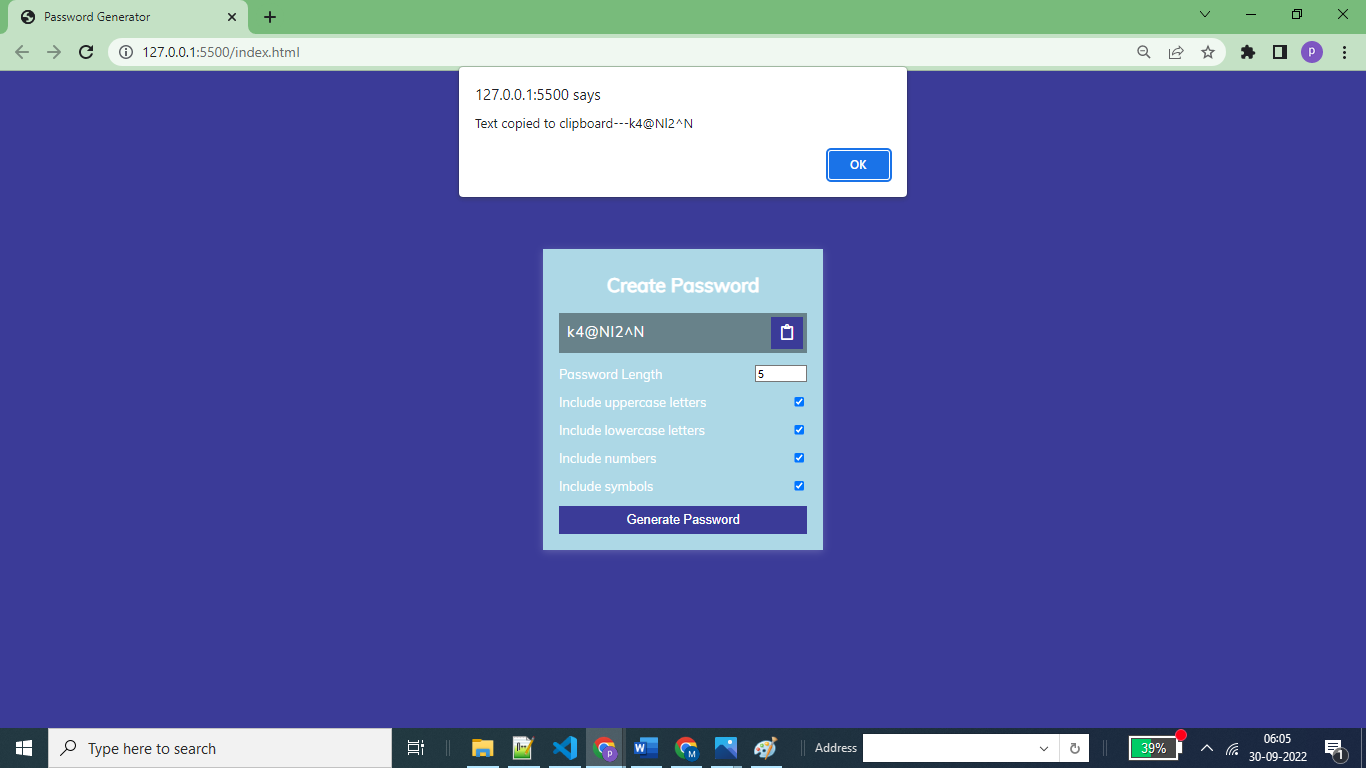 Password Generator
127.0.0.1:5500/index.html
P
127.0.0.1:5500 says
Text copied to clipboard---k4@Nl2^N
OK
Create Password
k4@Nl2^N
Password Length
5
Include uppercase letters
Include lowercase letters
Include numbers
Include symbols
Generate Password
Type here to search
P
W
M
Address
39%
06:05
30-09-2022
1